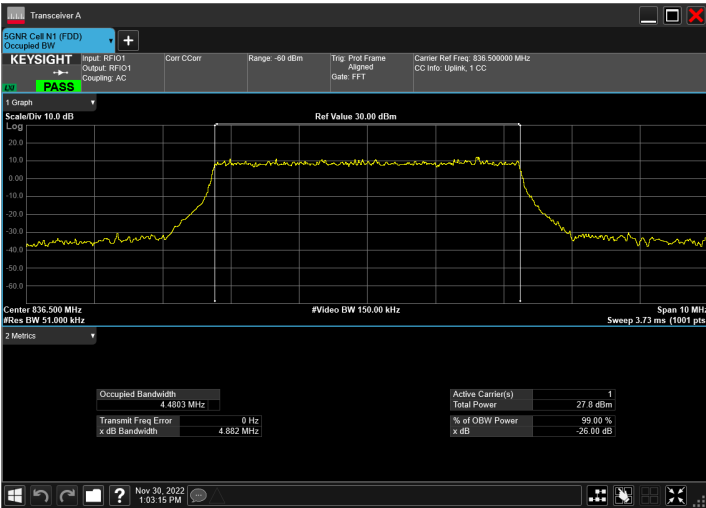 Transceiver A
5GNR Cell N1 (FDD)
Occupied BW
KEYSIGHT
LXI
PASS
Input: RFIO1
Output: RFIO1
Coupling: AC
Corr CCorr
Range: -60 dBm
Trig: Prot Frame
Aligned
Gate: FFT
Carrier Ref Freq: 836.500000 MHz
CC Info: Uplink, 1 CC
1 Graph
Scale/Div 10.0 dB
Ref Value 30.00 dBm
Log
20.0
10.0
0.00
-10.0
-20.0
-30.0
-40.0
-50.0
-60.0
Center 836.500 MHz
#Video BW 150.00 kHz
Span 10 MHz
#Res BW 51.000 kHz
Sweep 3.73 ms (1001 pts
2 Metrics
Occupied Bandwidth
4.4803 MHz
Transmit Freq Error 0 Hz
x dB Bandwidth 4.882 MHz
Active Carrier(s) 1
Total Power 27.8 dBm
% of OBW Power 99.00 %
x dB -26.00 dB
Nov 30, 2022
1:03:15 PM